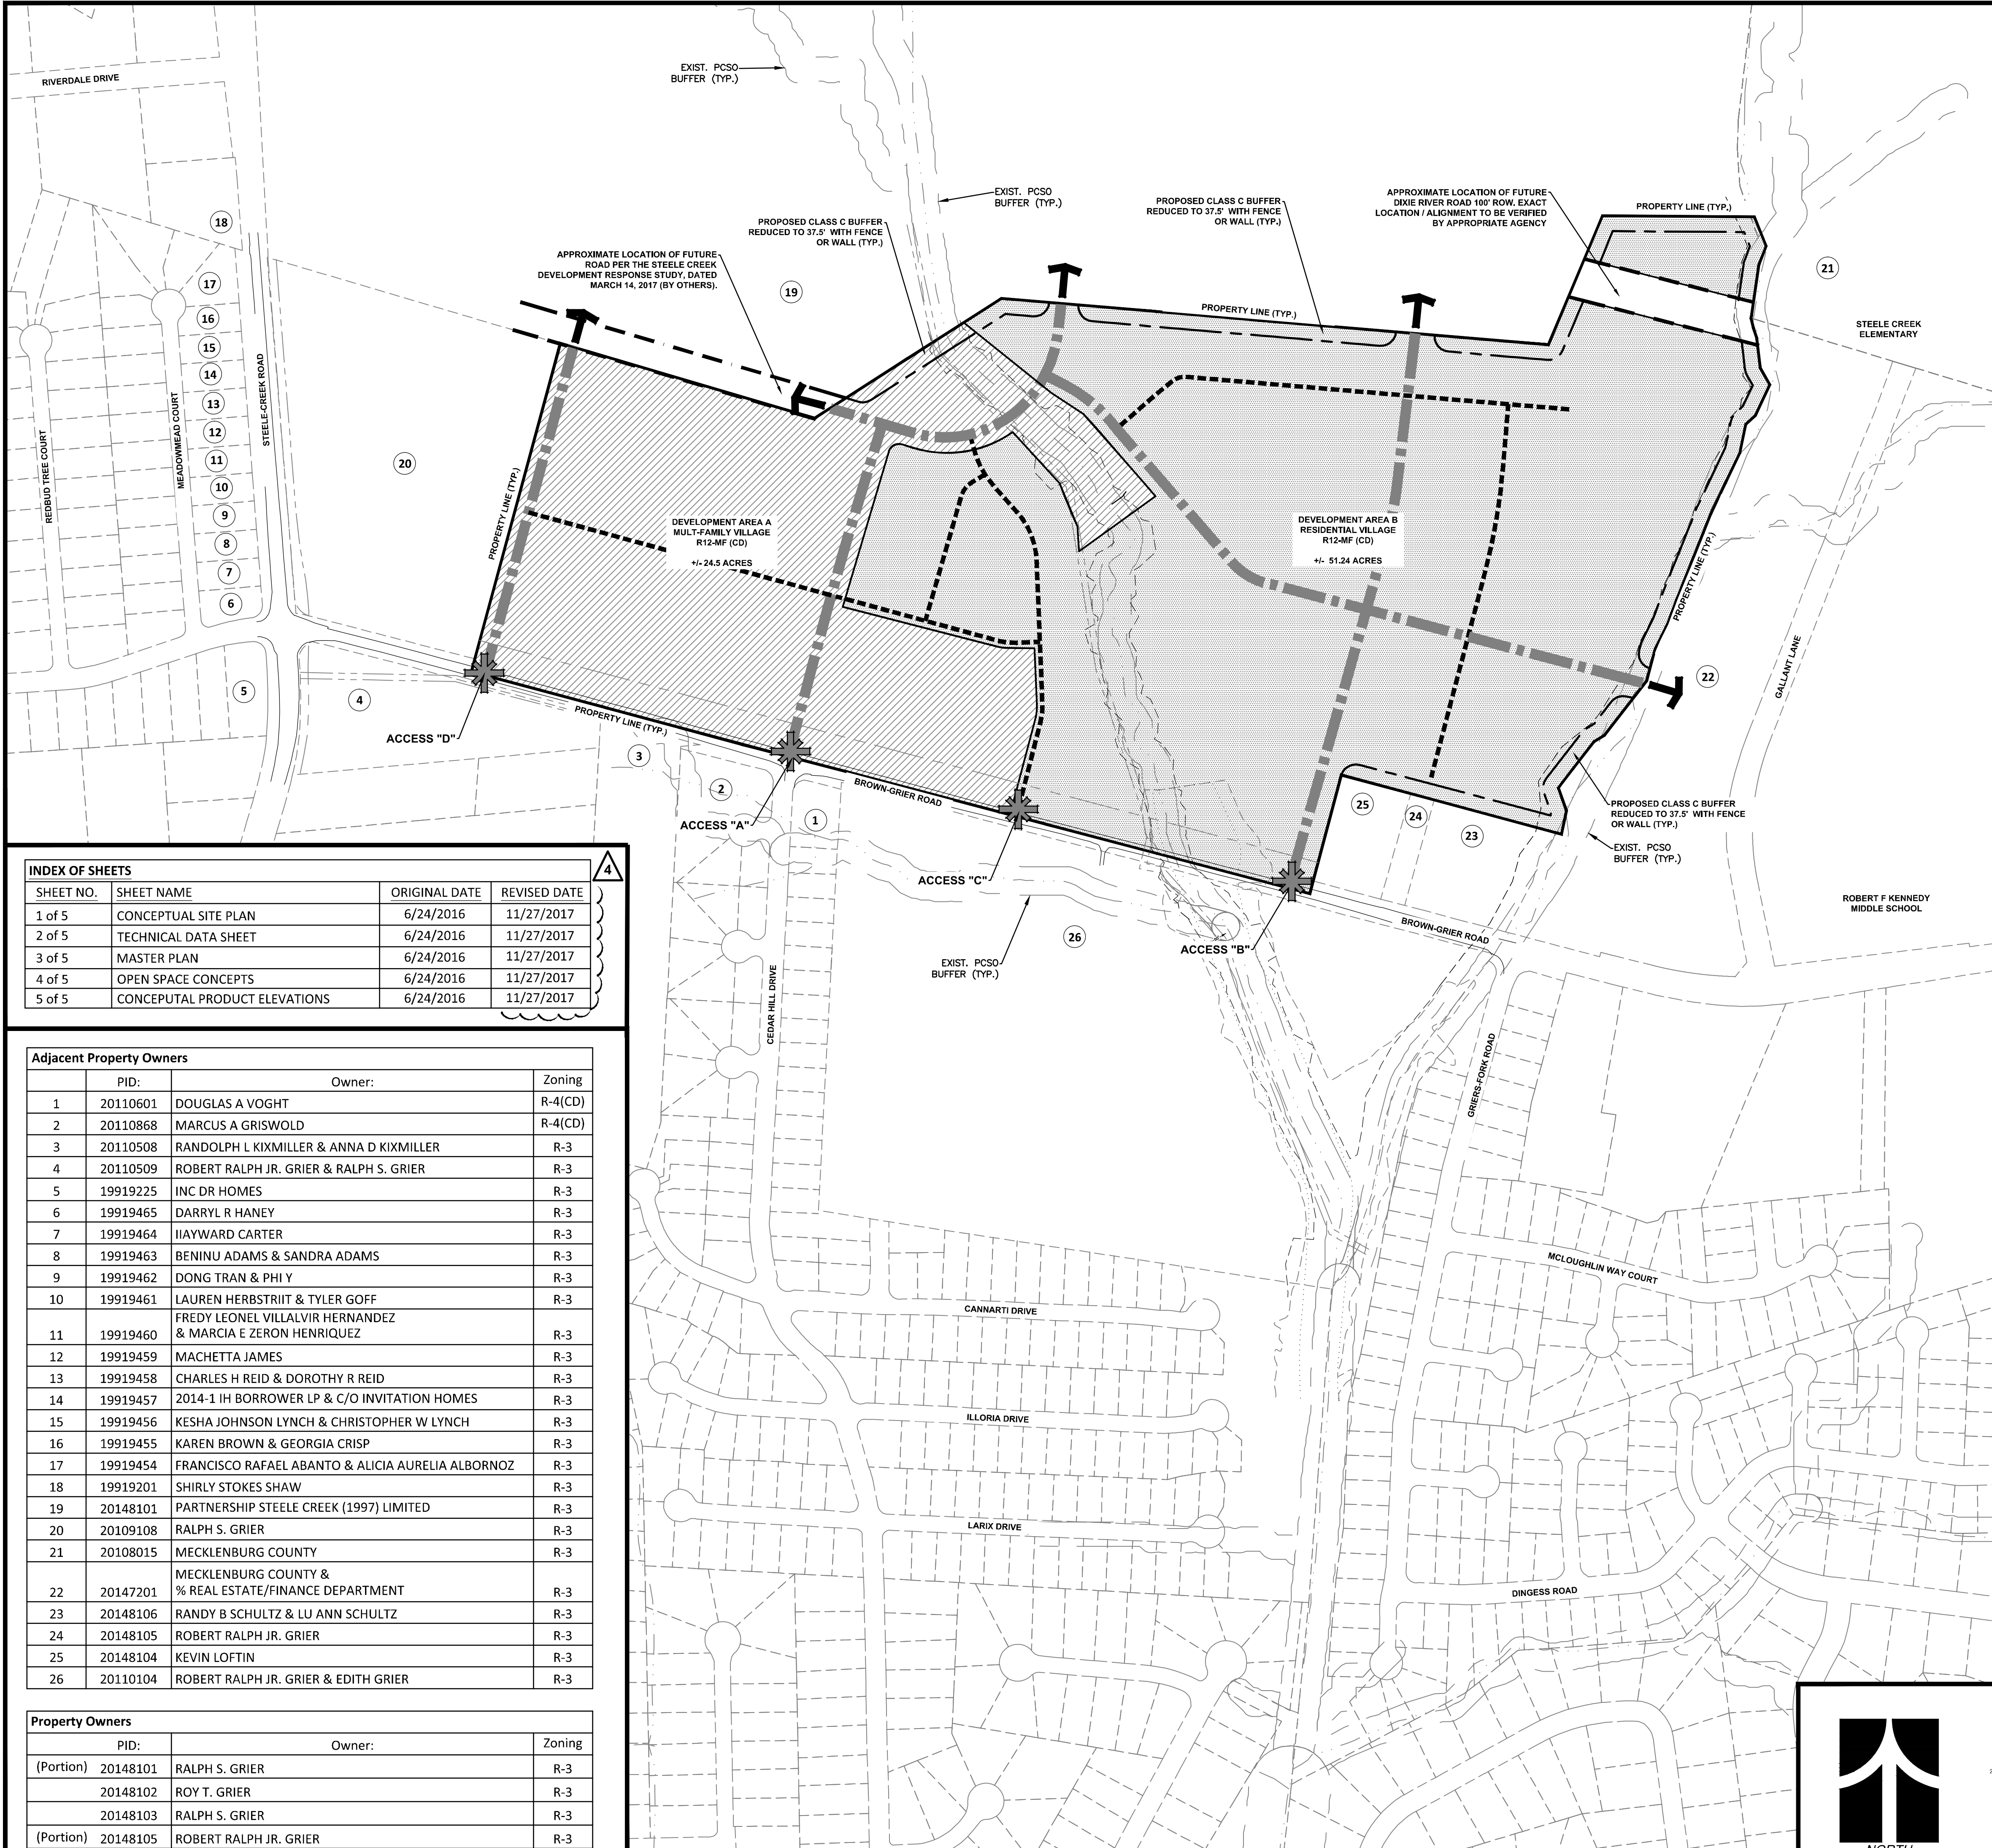 RIVERDALE DRIVE
EXIST. PCSO
BUFFER (TYP.)
EXIST. PCSO
BUFFER (TYP.)
PROPOSED CLASS C BUFFER
REDUCED TO 37.5' WITH FENCE
OR WALL (TYP.)
PROPOSED CLASS C BUFFER
REDUCED TO 37.5' WITH FENCE
OR WALL (TYP.)
APPROXIMATE LOCATION OF FUTURE
DIXIE RIVER ROAD 100' ROW. EXACT
LOCATION / ALIGNMENT TO BE VERIFIED
BY APPROPRIATE AGENCY
PROPERTY LINE (TYP.)
APPROXIMATE LOCATION OF FUTURE
ROAD PER THE STEELE CREEK
DEVELOPMENT RESPONSE STUDY, DATED
MARCH 14, 2017 (BY OTHERS).
18
17
16
15
14
13
12
11
10
9
8
7
6
5
4
3
2
1
19
20
21
22
25
24
23
26
REDBUD TREE COURT
MEADOWMEAD COURT
STEELE-CREEK ROAD
PROPERTY LINE (TYP.)
PROPERTY LINE (TYP.)
STEELE CREEK
ELEMENTARY
DEVELOPMENT AREA A
MULT-FAMILY VILLAGE
R12-MF (CD)
+/- 24.5 ACRES
DEVELOPMENT AREA B
RESIDENTIAL VILLAGE
R12-MF (CD)
+/- 51.24 ACRES
PROPERTY LINE (TYP.)
GALLANT LANE
ACCESS "D"
PROPERTY LINE (TYP.)
ACCESS "A"
BROWN-GRIER ROAD
ACCESS "C"
PROPOSED CLASS C BUFFER
REDUCED TO 37.5' WITH FENCE
OR WALL (TYP.)
EXIST. PCSO
BUFFER (TYP.)
ROBERT F KENNEDY
MIDDLE SCHOOL
BROWN-GRIER ROAD
ACCESS "B"
EXIST. PCSO
BUFFER (TYP.)
CEDAR HILL DRIVE
GRIERS-FORK ROAD
MCLOUGHLIN WAY COURT
CANNARTI DRIVE
ILLORIA DRIVE
LARIX DRIVE
DINGESS ROAD
INDEX OF SHEETS
4
SHEET NO. SHEET NAME ORIGINAL DATE REVISED DATE
1 of 5 CONCEPTUAL SITE PLAN 6/24/2016 11/27/2017
2 of 5 TECHNICAL DATA SHEET 6/24/2016 11/27/2017
3 of 5 MASTER PLAN 6/24/2016 11/27/2017
4 of 5 OPEN SPACE CONCEPTS 6/24/2016 11/27/2017
5 of 5 CONCEPUTAL PRODUCT ELEVATIONS 6/24/2016 11/27/2017
Adjacent Property Owners
PID: Owner: Zoning
1 20110601 DOUGLAS A VOGHT R-4(CD)
2 20110868 MARCUS A GRISWOLD R-4(CD)
3 20110508 RANDOLPH L KIXMILLER & ANNA D KIXMILLER R-3
4 20110509 ROBERT RALPH JR. GRIER & RALPH S. GRIER R-3
5 19919225 INC DR HOMES R-3
6 19919465 DARRYL R HANEY R-3
7 19919464 IIAYWARD CARTER R-3
8 19919463 BENINU ADAMS & SANDRA ADAMS R-3
9 19919462 DONG TRAN & PHI Y R-3
10 19919461 LAUREN HERBSTRIIT & TYLER GOFF R-3
FREDY LEONEL VILLALVIR HERNANDEZ
11 19919460 & MARCIA E ZERON HENRIQUEZ R-3
12 19919459 MACHETTA JAMES R-3
13 19919458 CHARLES H REID & DOROTHY R REID R-3
14 19919457 2014-1 IH BORROWER LP & C/O INVITATION HOMES R-3
15 19919456 KESHA JOHNSON LYNCH & CHRISTOPHER W LYNCH R-3
16 19919455 KAREN BROWN & GEORGIA CRISP R-3
17 19919454 FRANCISCO RAFAEL ABANTO & ALICIA AURELIA ALBORNOZ R-3
18 19919201 SHIRLY STOKES SHAW R-3
19 20148101 PARTNERSHIP STEELE CREEK (1997) LIMITED R-3
20 20109108 RALPH S. GRIER R-3
21 20108015 MECKLENBURG COUNTY R-3
MECKLENBURG COUNTY &
22 20147201 % REAL ESTATE/FINANCE DEPARTMENT R-3
23 20148106 RANDY B SCHULTZ & LU ANN SCHULTZ R-3
24 20148105 ROBERT RALPH JR. GRIER R-3
25 20148104 KEVIN LOFTIN R-3
26 20110104 ROBERT RALPH JR. GRIER & EDITH GRIER R-3
Property Owners
PID: Owner: Zoning
(Portion) 20148101 RALPH S. GRIER R-3
20148102 ROY T. GRIER R-3
20148103 RALPH S. GRIER R-3
(Portion) 20148105 ROBERT RALPH JR. GRIER R-3
NORTH